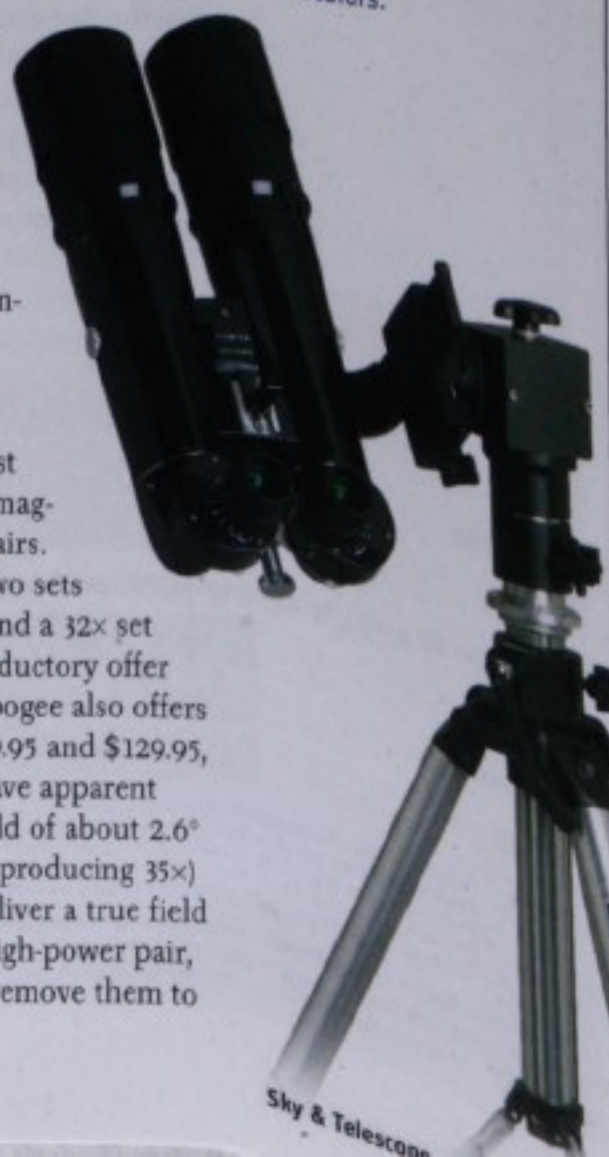 n-
st
mag-
airs.
wo sets
nd a 32× set
ductory offer
ogee also offers
.95 and $129.95,
ve apparent
ld of about 2.6°
producing 35×)
liver a true field
igh-power pair,
emove them to
Sky & Telescope